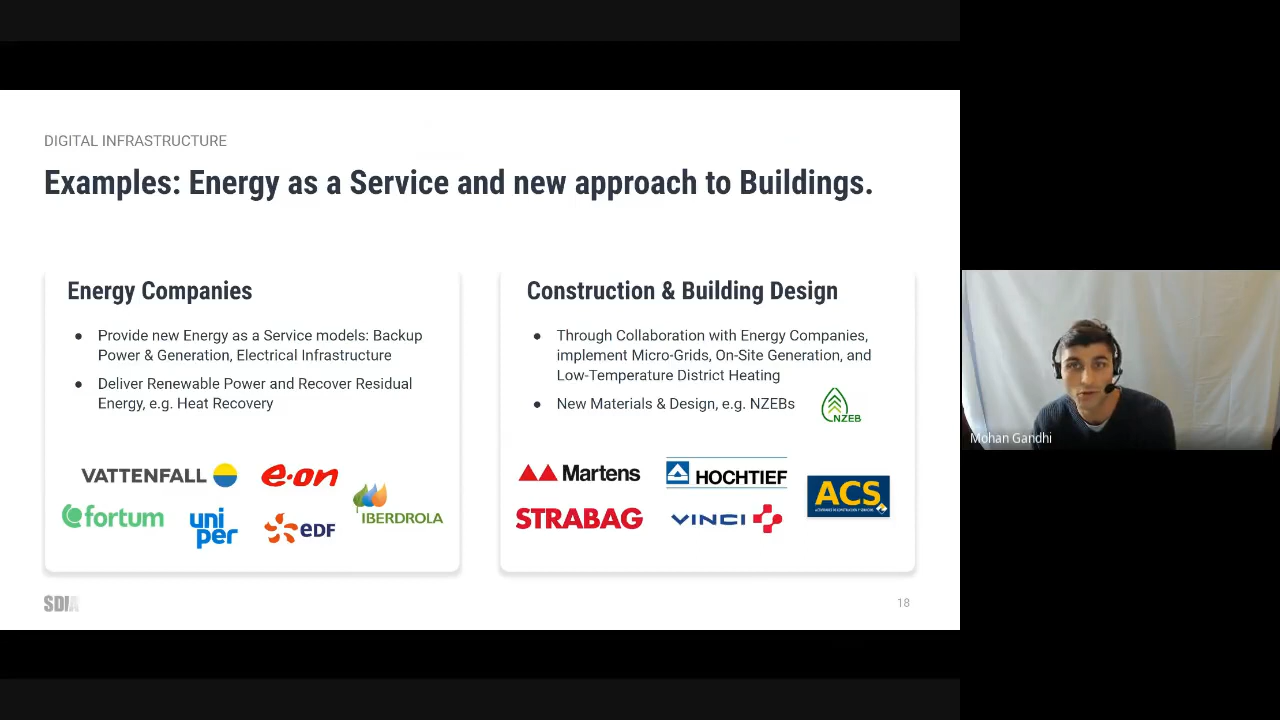 DIGITAL INFRASTRUCTURE
Examples: Energy as a Service and new approach to Buildings.
Energy Companies
● Provide new Energy as a Service models: Backup
Power & Generation, Electrical Infrastructure
● Deliver Renewable Power and Recover Residual
Energy, e.g. Heat Recovery
VATTENFALL
e·on
fortum
uni
per
eDF
IBERDROLA
Construction & Building Design
● Through Collaboration with Energy Companies,
implement Micro-Grids, On-Site Generation, and
Low-Temperature District Heating
● New Materials & Design, e.g. NZEBs
NZEB
Martens
HOCHTIEF
ACS
STRABAG
VINCI
SDIA
18
Mohan Gandhi